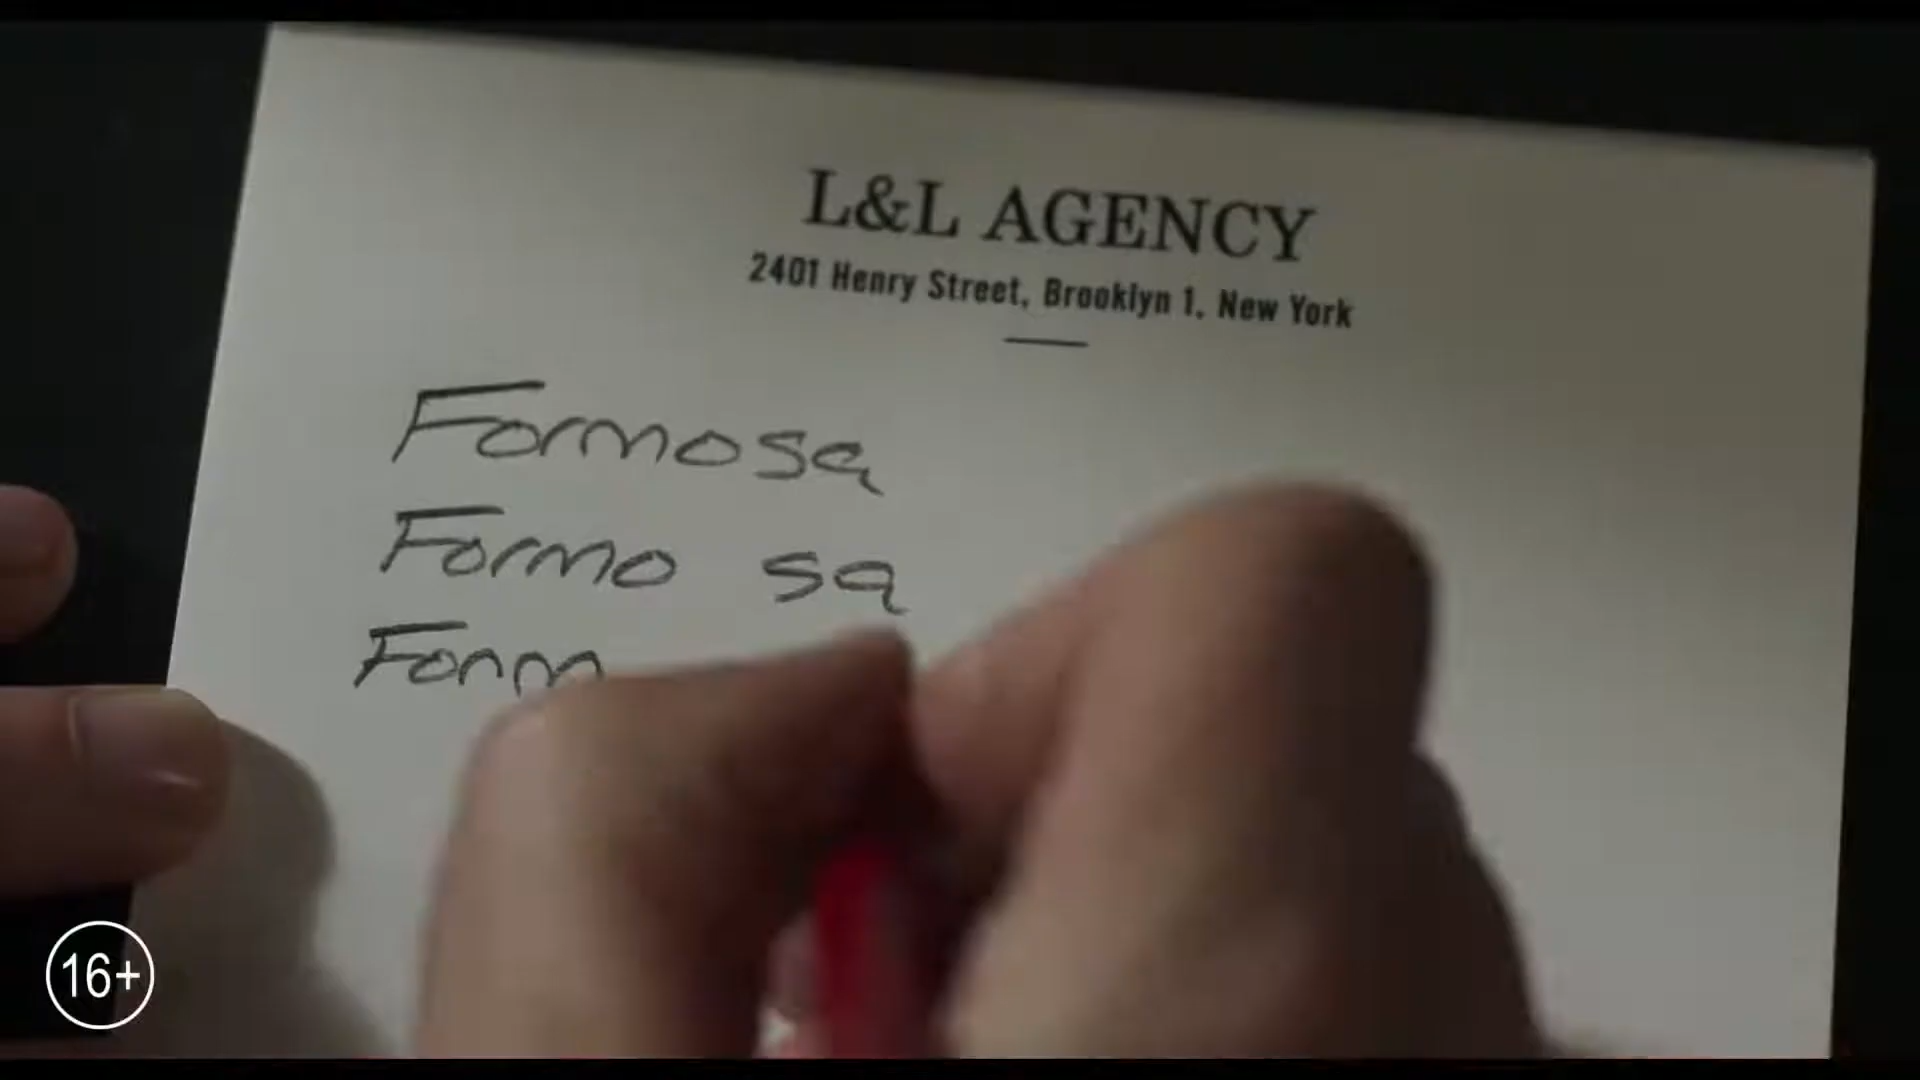 L&L AGENCY
2401 Henry Street, Brooklyn 1, New York
Formosa
Formo sa
Form
16+